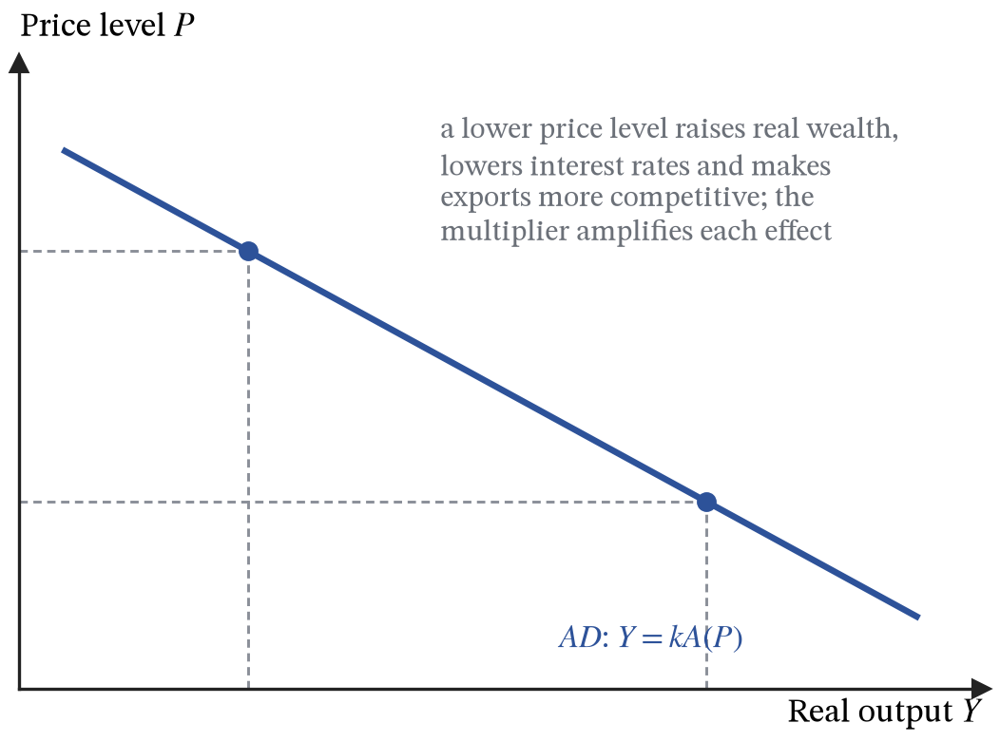 Price level P
a lower price level raises real wealth,
lowers interest rates and makes
exports more competitive; the
multiplier amplifies each effect
AD: Y = kA(P)
Real output Y